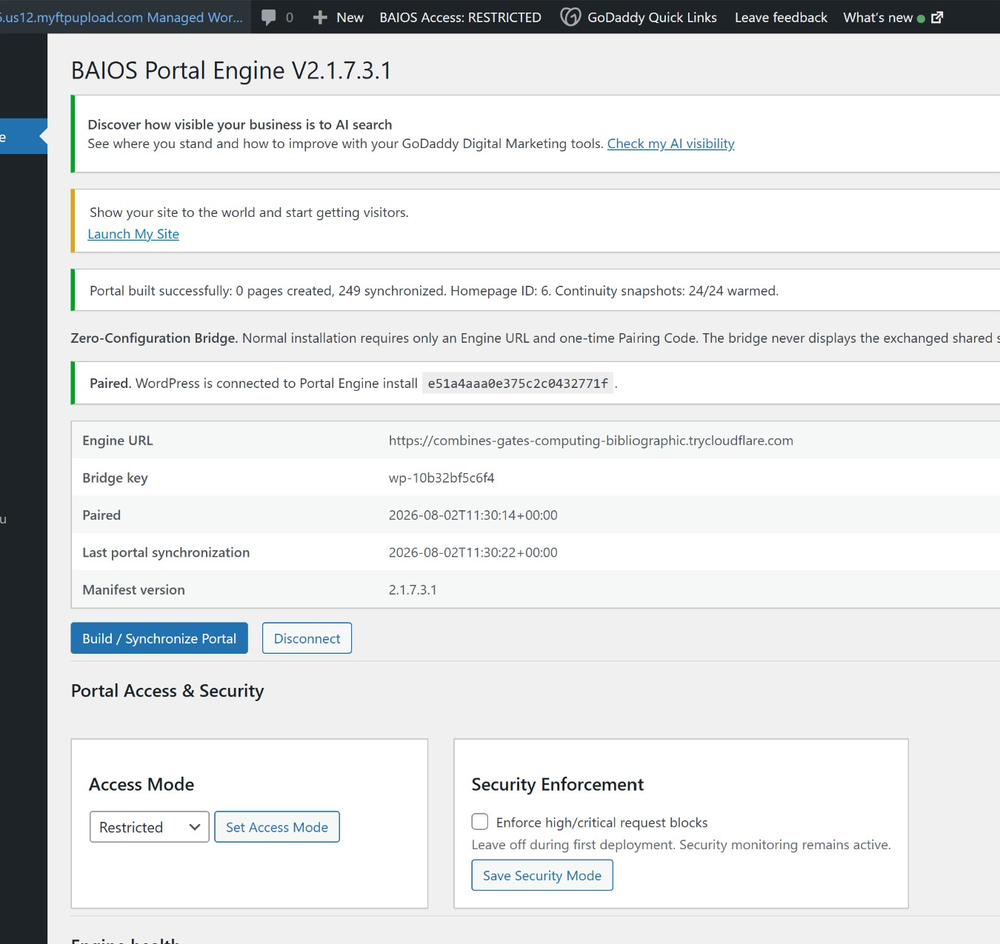 .us12.myftpupload.com Managed Wor... 0 New BAIOS Access: RESTRICTED GoDaddy Quick Links Leave feedback What's new
BAIOS Portal Engine V2.1.7.3.1
Discover how visible your business is to AI search
See where you stand and how to improve with your GoDaddy Digital Marketing tools. Check my AI visibility
e
Show your site to the world and start getting visitors.
Launch My Site
Portal built successfully: 0 pages created, 249 synchronized. Homepage ID: 6. Continuity snapshots: 24/24 warmed.
Zero-Configuration Bridge. Normal installation requires only an Engine URL and one-time Pairing Code. The bridge never displays the exchanged shared s
Paired. WordPress is connected to Portal Engine install e51a4aaa0e375c2c0432771f.
Engine URL https://combines-gates-computing-bibliographic.trycloudflare.com
Bridge key wp-10b32bf5c6f4
Paired 2026-08-02T11:30:14+00:00
u
Last portal synchronization 2026-08-02T11:30:22+00:00
Manifest version 2.1.7.3.1
Build / Synchronize Portal Disconnect
Portal Access & Security
Access Mode
Restricted Set Access Mode
Security Enforcement
Enforce high/critical request blocks
Leave off during first deployment. Security monitoring remains active.
Save Security Mode
Engine health